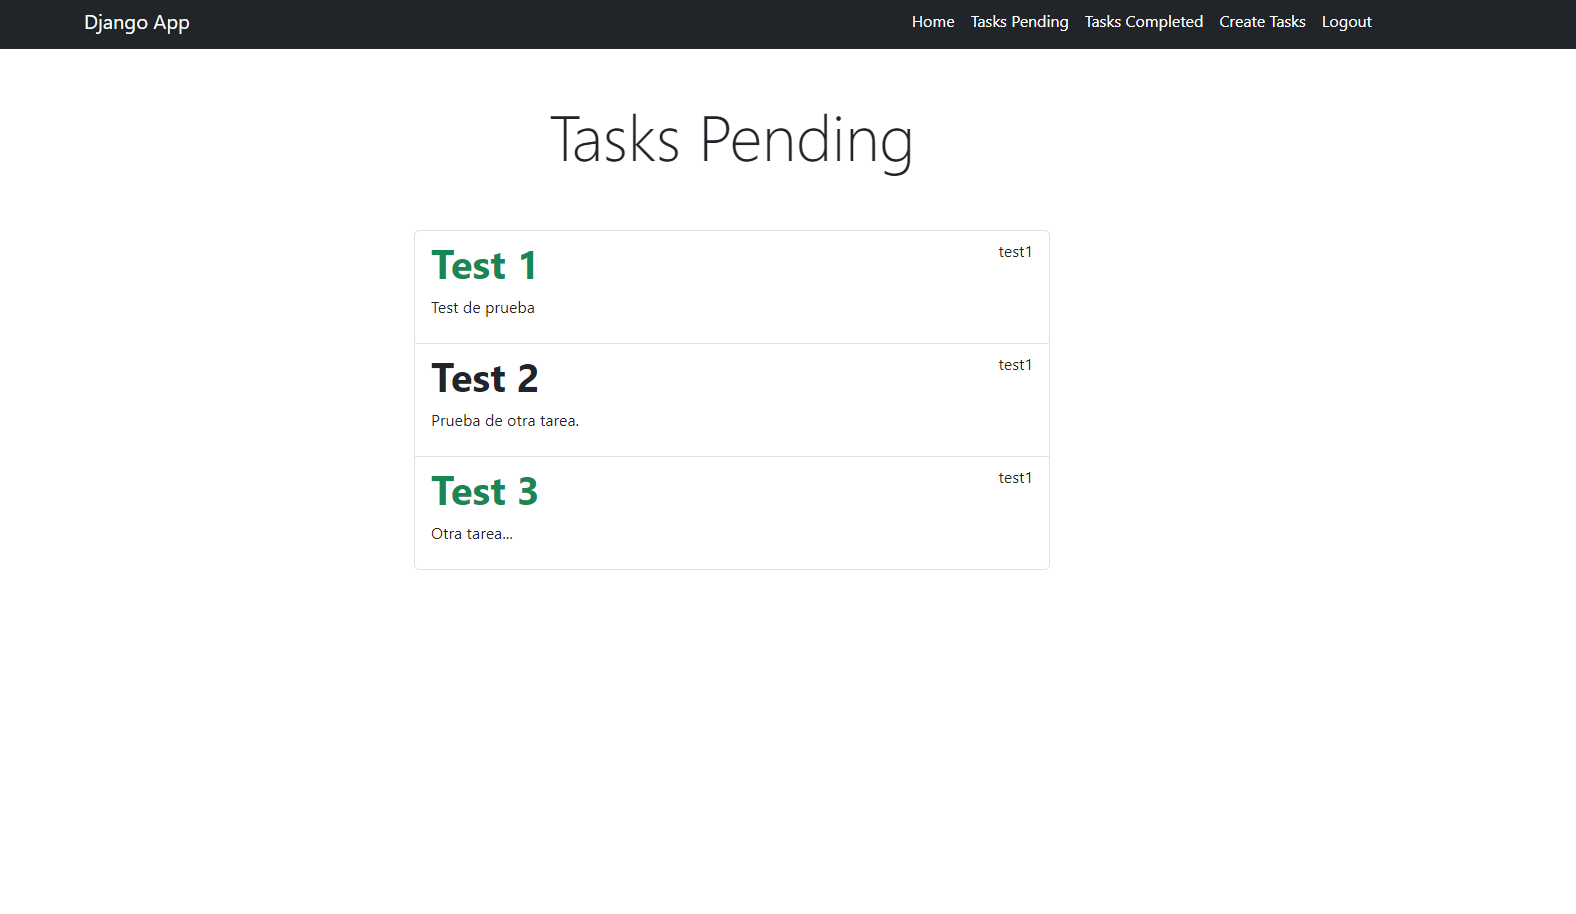 Django App
Home Tasks Pending Tasks Completed Create Tasks Logout
Tasks Pending
Test 1
test1
Test de prueba
Test 2
test1
Prueba de otra tarea.
Test 3
test1
Otra tarea...